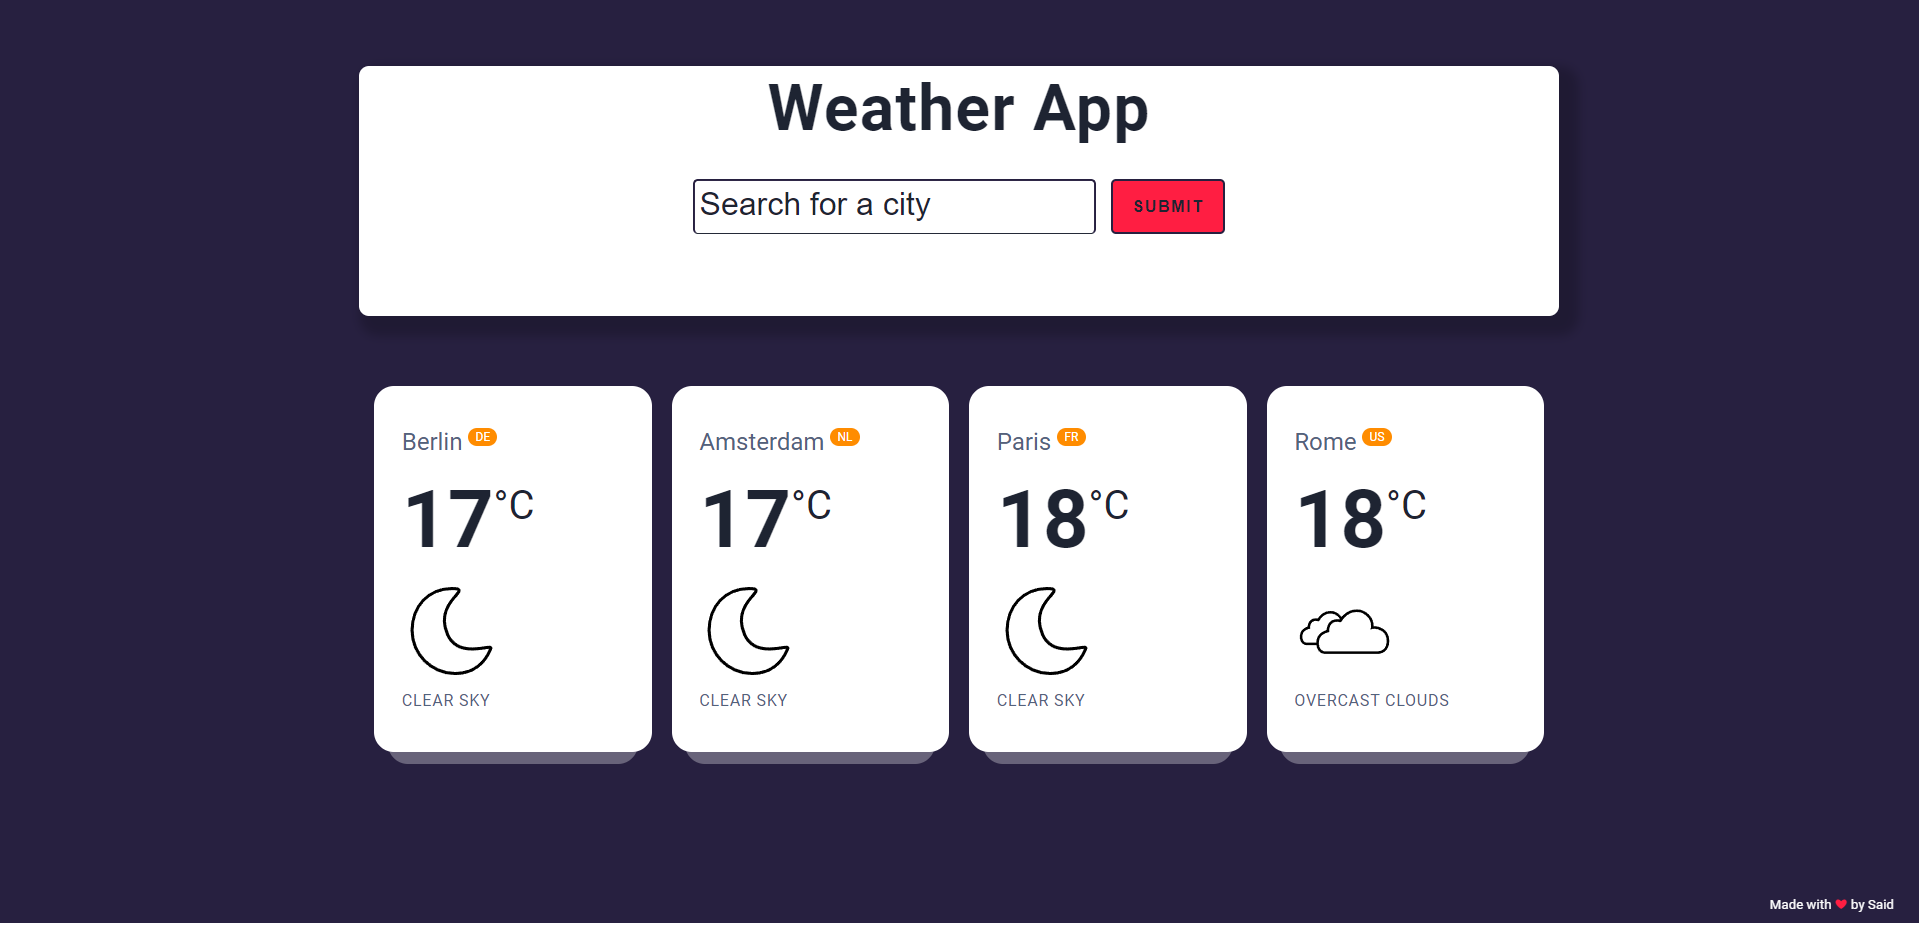 Weather App
Search for a city
SUBMIT
Berlin DE
17°C
CLEAR SKY
Amsterdam NL
17°C
CLEAR SKY
Paris FR
18°C
CLEAR SKY
Rome US
18°C
OVERCAST CLOUDS
Made with ❤ by Said